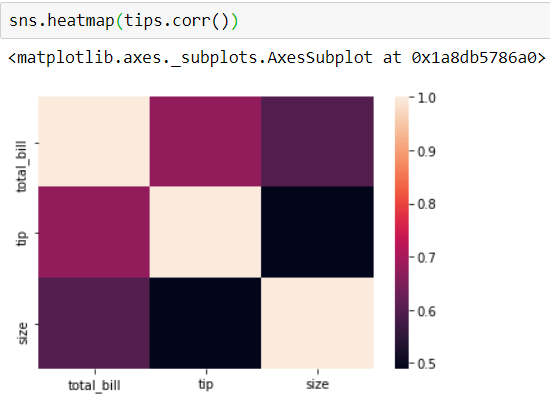 sns.heatmap(tips.corr())
<matplotlib.axes._subplots.AxesSubplot at 0x1a8db5786a0>
total_bill
tip
size
total_bill tip size
1.0
0.9
0.8
0.7
0.6
0.5